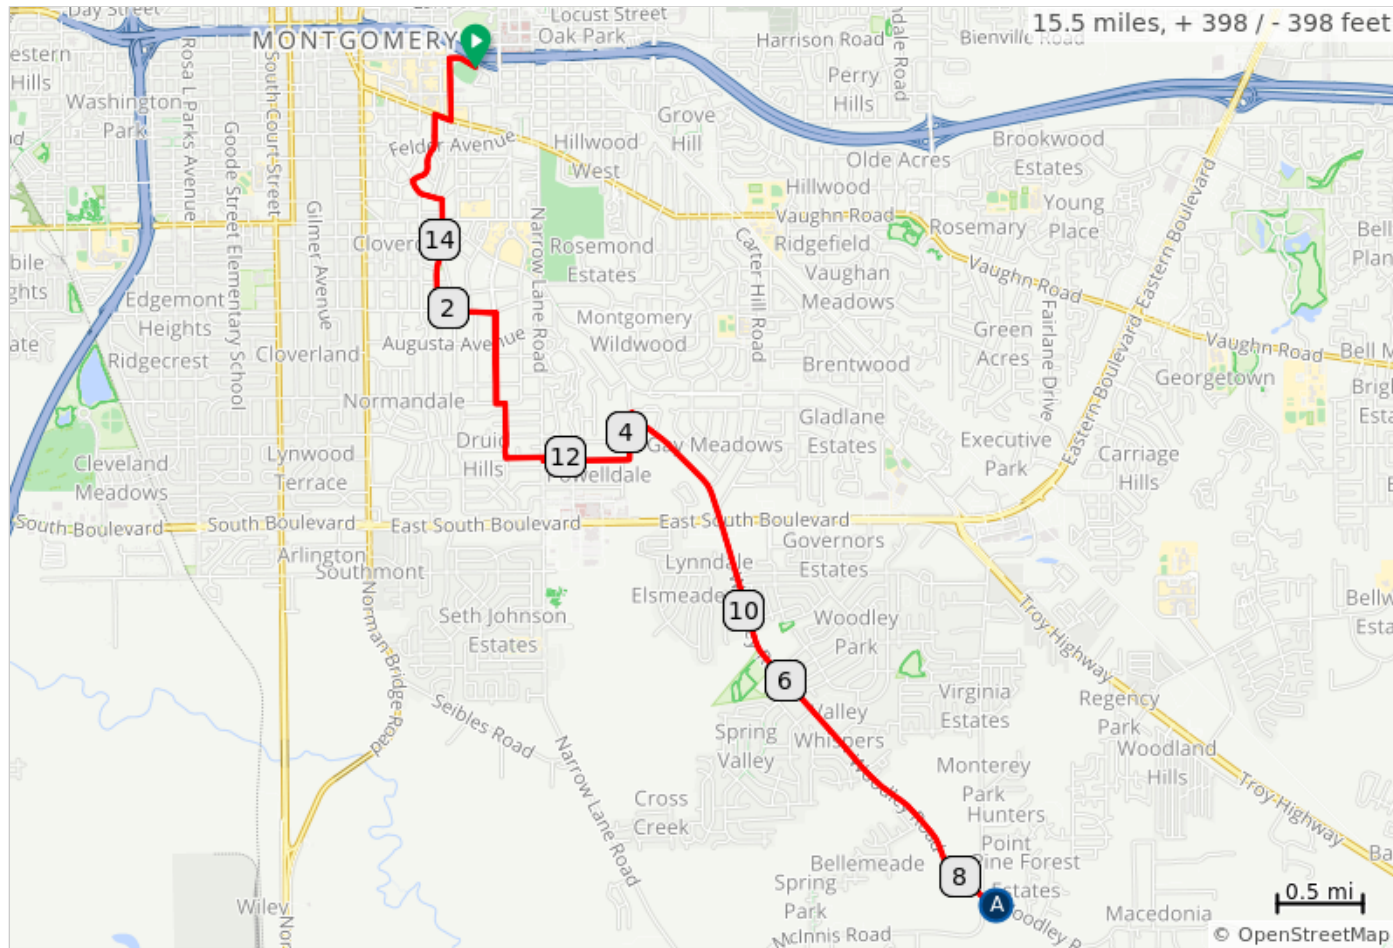 Day Street
Locust Street
Oak Park
15.5 miles, + 398 / - 398 feet
MONTGOMERY
Harrison Road
Bienville Road
Perry
Hills
Rosa L Parks Avenue
South Court Street
Washington
Park
Grove
Hill
Felder Avenue
Hillwood
West
Olde Acres
Brookwood
Estates
Hillwood
Goode Street Elementary School
Gilmer Avenue
Narrow Lane Road
Vaughn Road
Ridgefield
Rosemary
Young
Place
14
Rosemond
Estates
Carter Hill Road
Vaughan
Meadows
Vaughn Road
Eastern Boulevard
Eastern Boulevard
Edgemont
Heights
2
Montgomery
Wildwood
Green
Acres
Fairlane Drive
Vaughn Road
Ridgecrest
Cloverland
Augusta Avenue
Brentwood
Georgetown
Normandale
Gladlane
Estates
Druid
Hills
4
Gay Meadows
Executive
Park
Carriage
Hills
Cleveland
Meadows
Lynwood
Terrace
12
South Boulevard
South Boulevard
East South Boulevard
East South Boulevard
Arlington
Southmont
Lynndale
Governors
Estates
Elsmeade
10
Woodley
Park
Seth Johnson
Estates
Norman Bridge Road
Troy Highway
6
Virginia
Estates
Regency
Park
Seibles Road
Narrow Lane Road
Spring
Valley
Valley
Whispers
Woodley Road
Woodland
Hills
Monterey
Park
Troy Highway
Cross
Creek
Hunters
Point
Bellemeade
8
Pine Forest
Estates
Spring
Park
A
Wiley
McInnis Road
Macedonia
0.5 mi
© OpenStreetMap